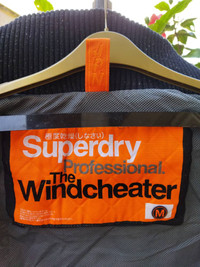 極度乾燥(しなさい)
Superdry
Professional.
The
Windcheater
M